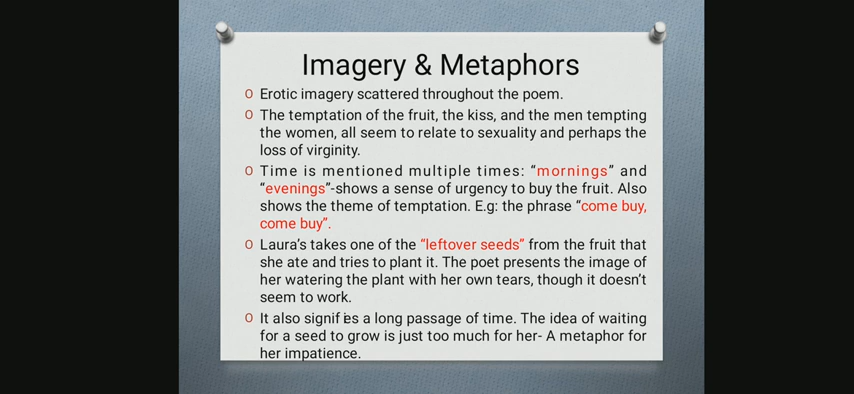 Imagery & Metaphors
O Erotic imagery scattered throughout the poem.
O The temptation of the fruit, the kiss, and the men tempting
the women, all seem to relate to sexuality and perhaps the
loss of virginity.
O Time is mentioned multiple times: “mornings” and
“evenings”-shows a sense of urgency to buy the fruit. Also
shows the theme of temptation. E.g: the phrase “come buy,
come buy”.
O Laura’s takes one of the “leftover seeds” from the fruit that
she ate and tries to plant it. The poet presents the image of
her watering the plant with her own tears, though it doesn’t
seem to work.
O It also signifies a long passage of time. The idea of waiting
for a seed to grow is just too much for her- A metaphor for
her impatience.